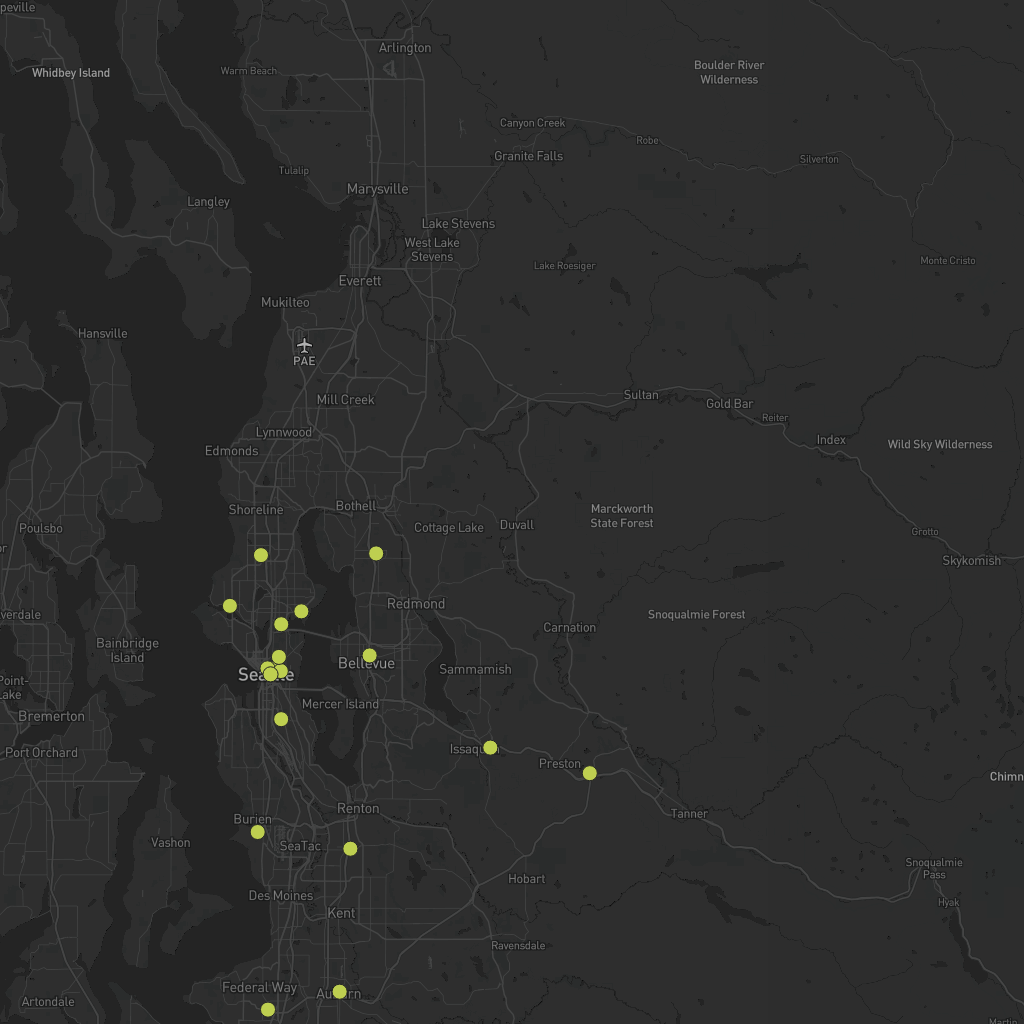 peville
Arlington
Whidbey Island
Warm Beach
Boulder River
Wilderness
Canyon Creek
Robe
Granite Falls
Silverton
Tulalip
Marysville
Langley
Lake Stevens
West Lake
Stevens
Monte Cristo
Lake Roesiger
Everett
Mukilteo
Hansville
PAE
Sultan
Mill Creek
Gold Bar
Reiter
Lynnwood
Index
Wild Sky Wilderness
Edmonds
Bothell
Shoreline
Marckworth
State Forest
Poulsbo
Cottage Lake
Duvall
Grotto
or
Skykomish
Redmond
verdale
Snoqualmie Forest
Carnation
Bainbridge
Island
Bellevue
Sammamish
Seattle
Point-
Lake
Mercer Island
Bremerton
Port Orchard
Issaquah
Preston
Chimn
Renton
Tanner
Burien
Vashon
SeaTac
Snoqualmie
Pass
Hobart
Des Moines
Hyak
Kent
Ravensdale
Federal Way
Auburn
Artondale
Martin